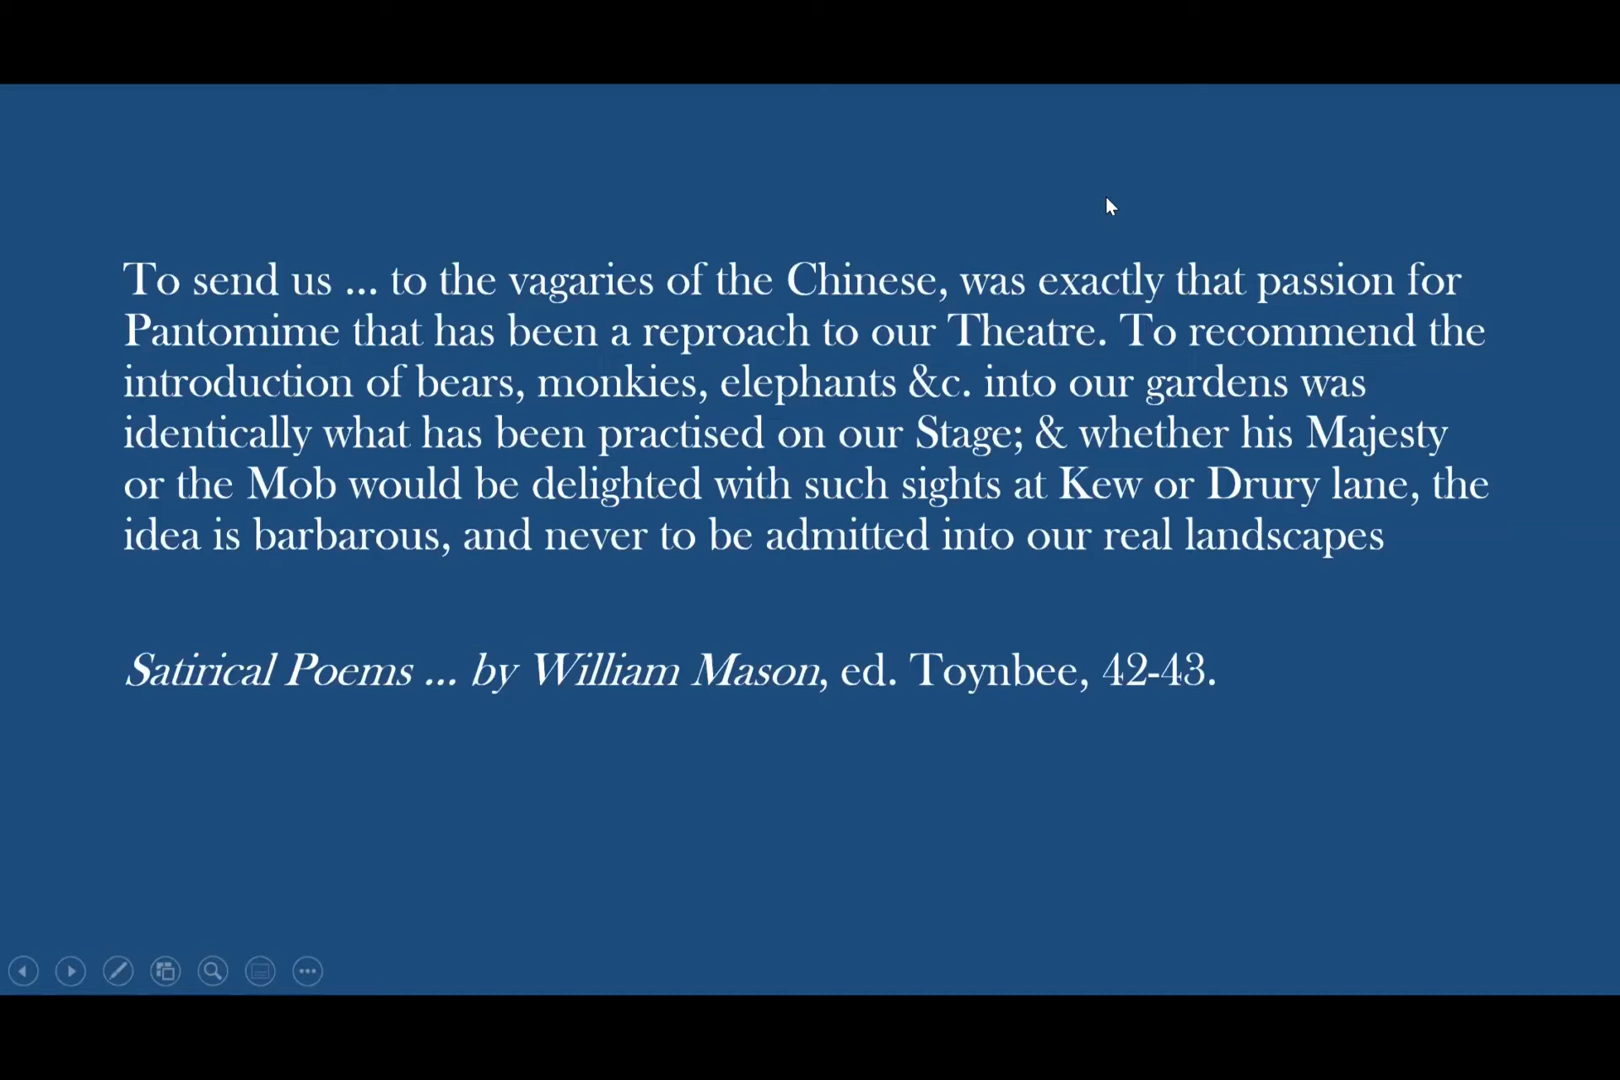 To send us ... to the vagaries of the Chinese, was exactly that passion for
Pantomime that has been a reproach to our Theatre. To recommend the
introduction of bears, monkies, elephants &c. into our gardens was
identically what has been practised on our Stage; & whether his Majesty
or the Mob would be delighted with such sights at Kew or Drury lane, the
idea is barbarous, and never to be admitted into our real landscapes
Satirical Poems ... by William Mason, ed. Toynbee, 42-43.